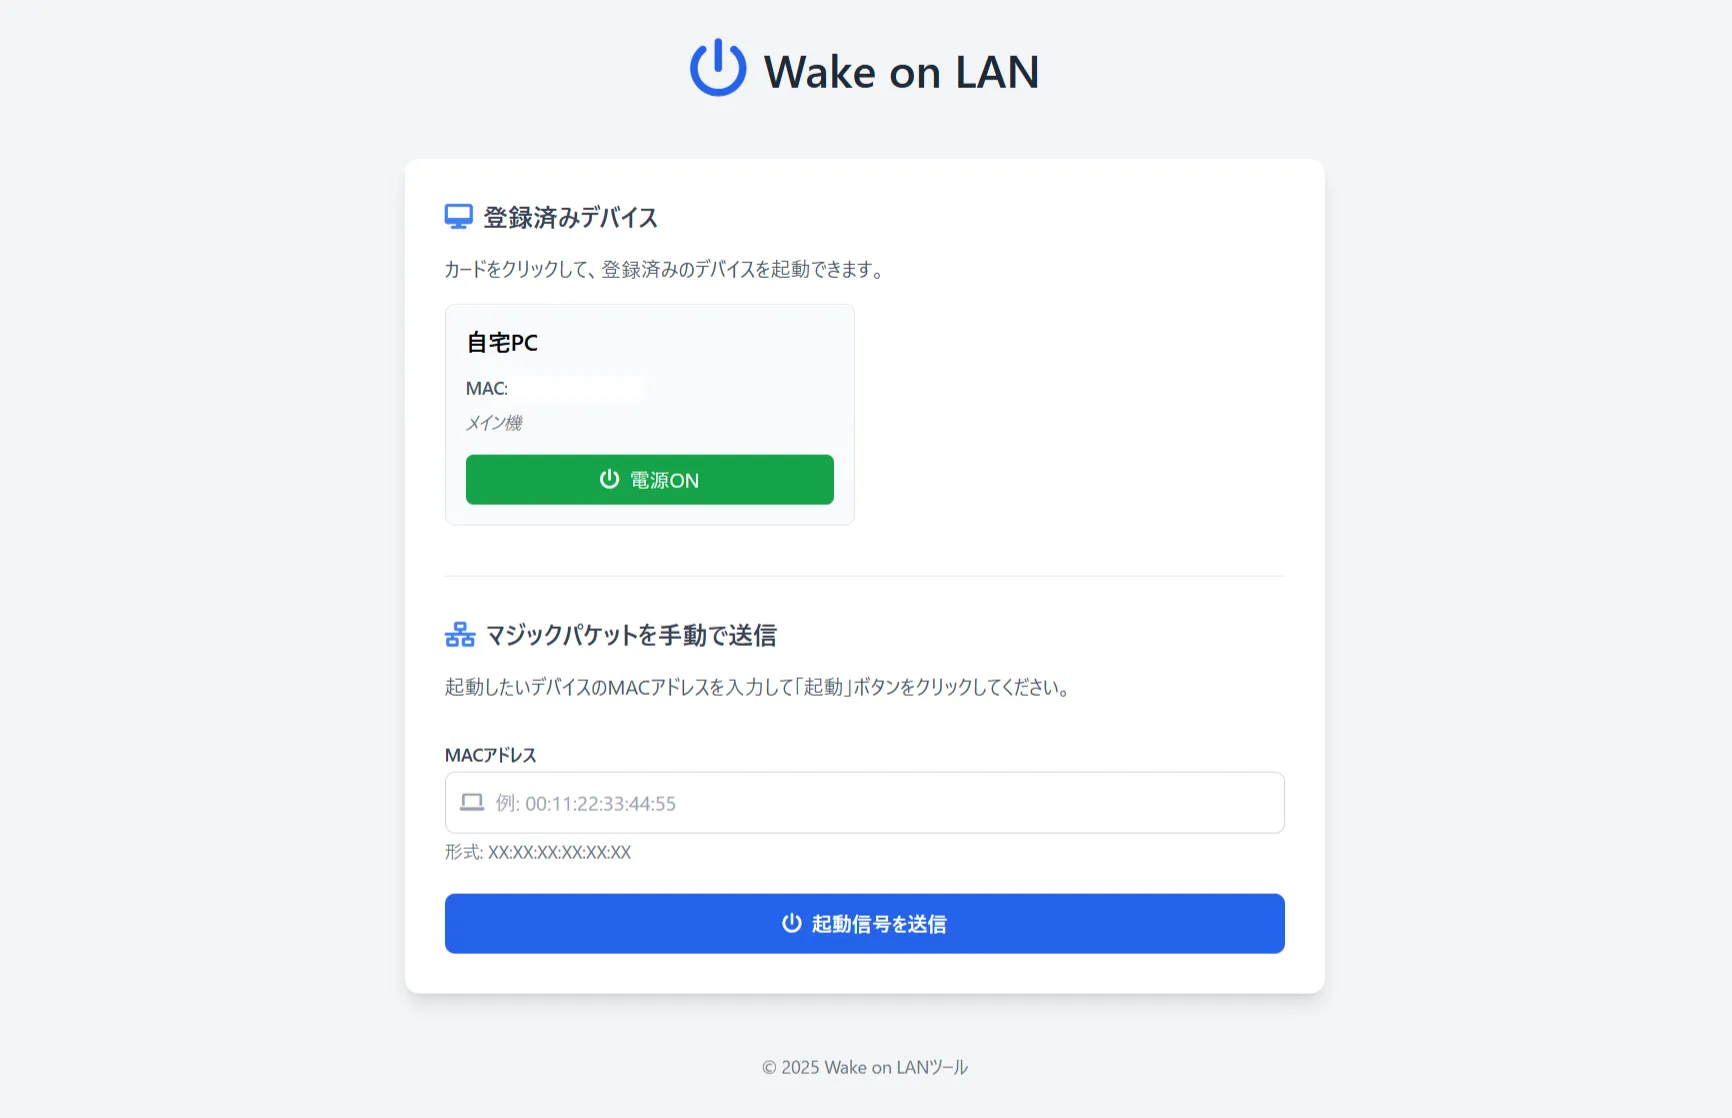 Wake on LAN
登録済みデバイス
カードをクリックして、登録済みのデバイスを起動できます。
自宅PC
MAC:
メイン機
電源ON
マジックパケットを手動で送信
起動したいデバイスのMACアドレスを入力して「起動」ボタンをクリックしてください。
MACアドレス
例: 00:11:22:33:44:55
形式: XX:XX:XX:XX:XX:XX
起動信号を送信
© 2025 Wake on LANツール